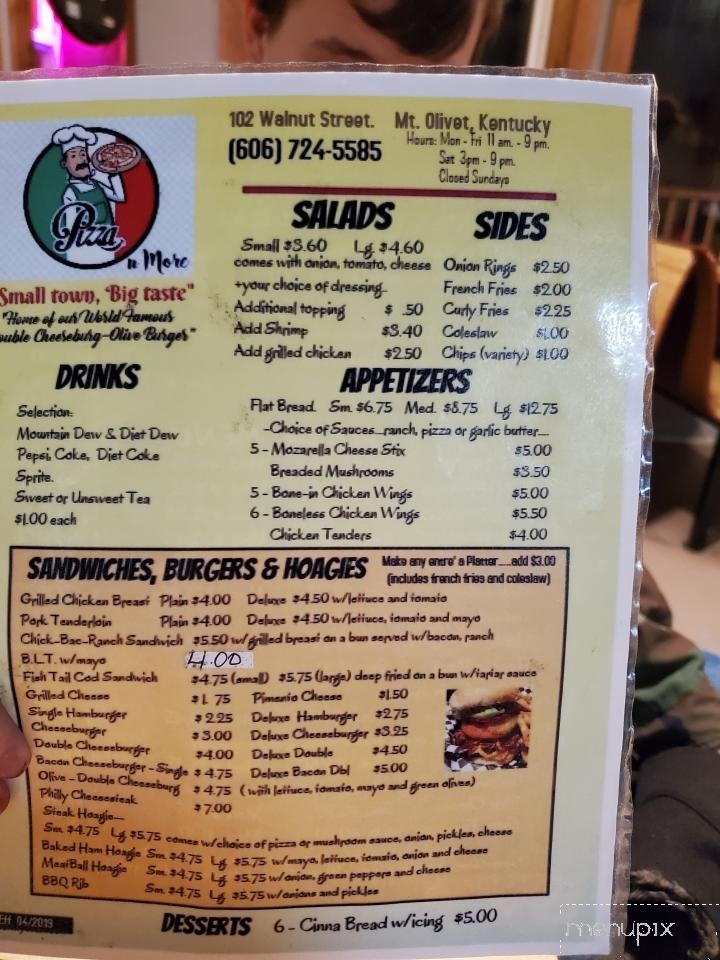 102 Walnut Street. Mt. Olivet, Kentucky
(606) 724-5585
Hours: Mon - Fri 11 am. - 9 pm.
Sat 3pm - 9 pm.
Closed Sundays
Pizza
n More
Small town, "Big taste"
"Home of our World Famous
uble Cheeseburg-Olive Burger"
SALADS
Small $3.60 Lg. $4.60
comes with onion, tomato, cheese
+your choice of dressing
Additional topping $ .50
Add Shrimp $3.40
Add grilled chicken $2.50
SIDES
Onion Rings $2.50
French Fries $2.00
Curly Fries $2.25
Coleslaw $1.00
Chips (variety) $1.00
DRINKS
Selection:
Mountain Dew & Diet Dew
Pepsi, Coke, Diet Coke
Sprite.
Sweet or Unsweet Tea
$1.00 each
APPETIZERS
Flat Bread Sm. $6.75 Med. $8.75 Lg. $12.75
-Choice of Sauces...ranch, pizza or garlic butter....
5 - Mozarella Cheese Stix $5.00
Breaded Mushrooms $3.50
5 - Bone-in Chicken Wings $5.00
6 - Boneless Chicken Wings $5.50
Chicken Tenders $4.00
SANDWICHES, BURGERS & HOAGIES
Make any entre' a Platter.....add $3.00
(includes french fries and coleslaw)
Grilled Chicken Breast Plain $4.00 Deluxe $4.50 w/lettuce and tomato
Pork Tenderloin Plain $4.00 Deluxe $4.50 w/lettuce, tomato and mayo
Chick-Bac-Ranch Sandwich $5.50 w/grilled breast on a bun served w/bacon, ranch
B.L.T. w/mayo 4.00
Fish Tail Cod Sandwich $4.75 (small) $5.75 (large) deep fried on a bun w/tartar sauce
Grilled Cheese $1.75 Pimento Cheese $1.50
Single Hamburger $2.25 Deluxe Hamburger $2.75
Cheeseburger $3.00 Deluxe Cheeseburger $3.25
Double Cheeseburger $4.00 Deluxe Double $4.50
Bacon Cheeseburger - Single $4.75 Deluxe Bacon Dbl $5.00
Olive - Double Cheeseburg $4.75 (with lettuce, tomato, mayo and green olives)
Philly Cheesesteak $7.00
Steak Hoagie....
Sm. $4.75 Lg. $5.75 comes w/choice of pizza or mushroom sauce, onion, pickles, cheese
Baked Ham Hoagie Sm. $4.75 Lg. $5.75 w/mayo, lettuce, tomato, onion and cheese
MeatBall Hoagie Sm. $4.75 Lg. $5.75 w/onion, green peppers and cheese
BBQ Rib Sm. $4.75 Lg. $5.75 w/onions and pickles
Eff 04/2019
DESSERTS 6 - Cinna Bread w/icing $5.00
menupix